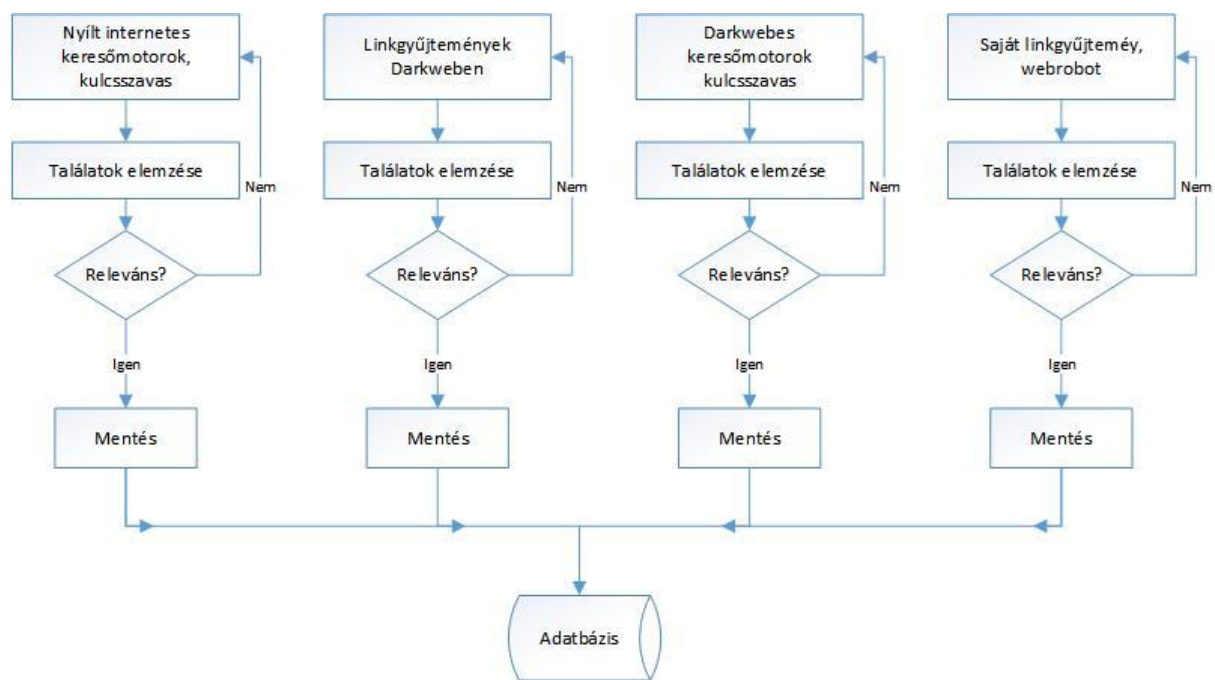 Nyílt internetes
keresőmotorok,
kulcsszavas
Linkgyűjtemények
Darkweben
Darkwebes
keresőmotorok
kulcsszavas
Saját linkgyűjteméy,
webrobot
Találatok elemzése
Nem
Találatok elemzése
Nem
Találatok elemzése
Nem
Találatok elemzése
Nem
Releváns?
Releváns?
Releváns?
Releváns?
Igen
Igen
Igen
Igen
Mentés
Mentés
Mentés
Mentés
Adatbázis